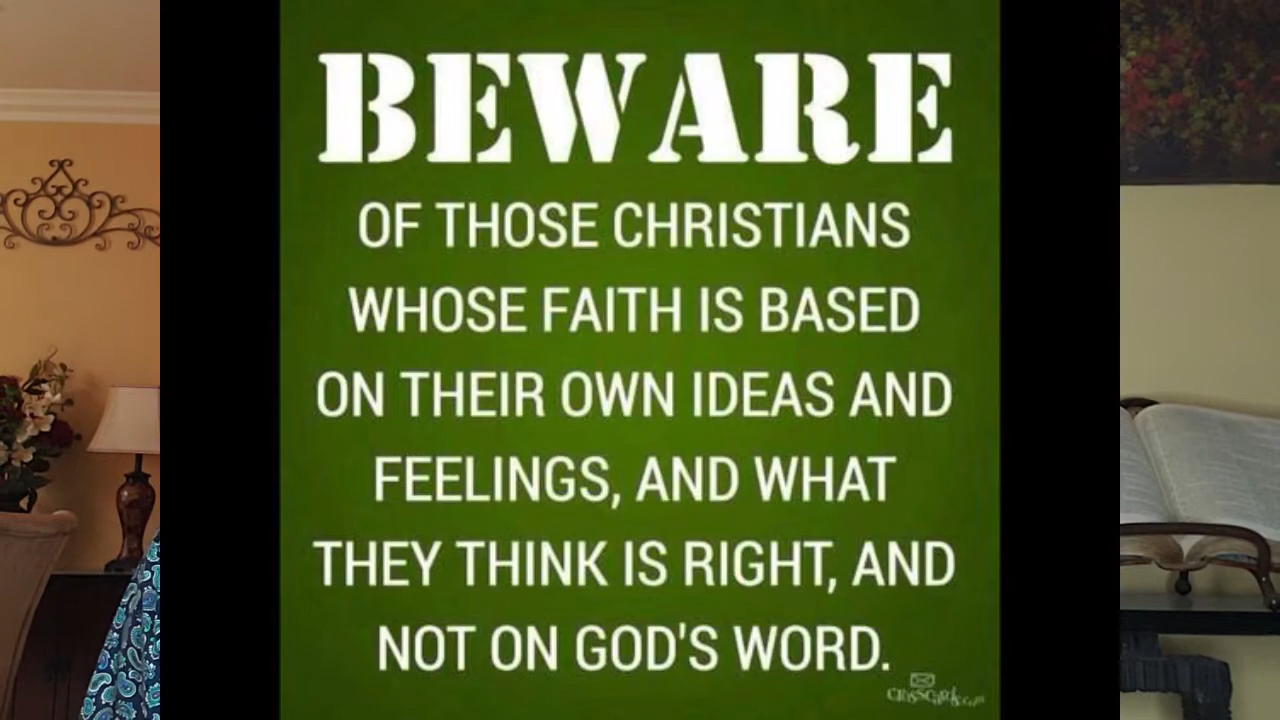 BEWARE
OF THOSE CHRISTIANS
WHOSE FAITH IS BASED
ON THEIR OWN IDEAS AND
FEELINGS, AND WHAT
THEY THINK IS RIGHT, AND
NOT ON GOD'S WORD.